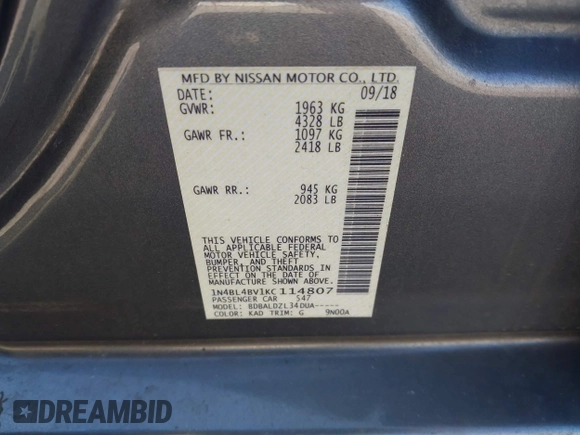 MFD BY NISSAN MOTOR CO., LTD.
DATE: 09/18
GVWR: 1963 KG
4328 LB
GAWR FR.: 1097 KG
2418 LB
GAWR RR.: 945 KG
2083 LB
THIS VEHICLE CONFORMS TO
ALL APPLICABLE FEDERAL
MOTOR VEHICLE SAFETY,
BUMPER, AND THEFT
PREVENTION STANDARDS IN
EFFECT ON THE DATE OF
MANUFACTURE SHOWN ABOVE.
1N4BL4BV1KC114807
PASSENGER CAR 547
MODEL: BDBALDZL34DUA-----
COLOR: KAD TRIM: G 9N00A
DREAMBID